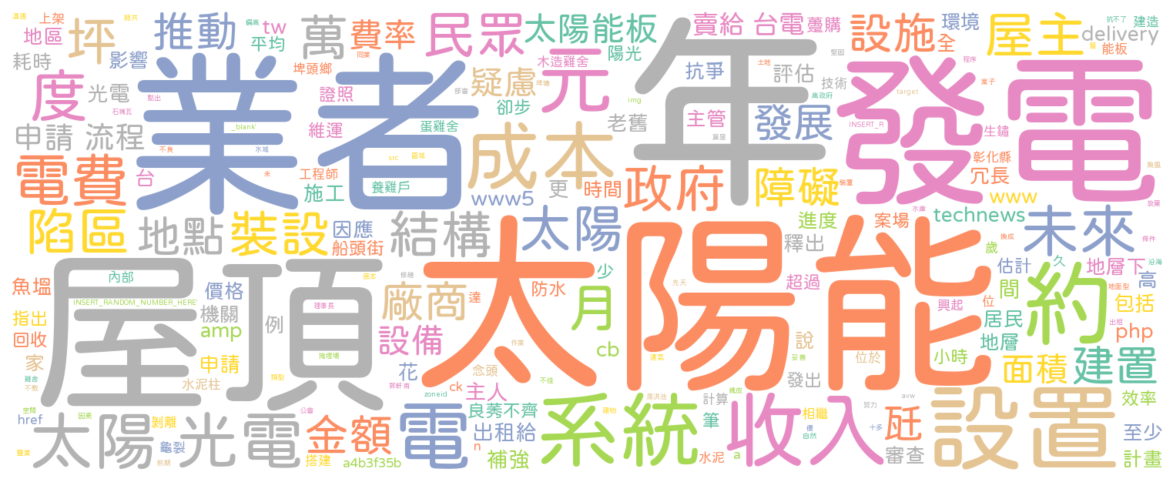 地區 上架 推動 萬 費率 民眾 太陽能板 賣給 台電 躉購 設施 全 環境 屋主 建造
tw 平均 陽光 delivery 能板
坪 影響 元 年 抗爭 評估
耗時 木造雞舍 技術
度 光電 業者 埤頭鄉 疑慮 發電
證照 卻步 老舊 主管 發展
申請 流程 維運 蛋雞舍 成本 INSERT_R 生鏽
電費 台 工程師 施工 養雞戶 www5 更 時間 政府 障礙 彰化縣 冗長 www
陷區 地點 裝設 因應 船頭街 結構 太陽 進度 案場 technews 未來
釋出 歲
魚塭 內部 屋頂 太陽能 少 防水 超過 估計 地層下 高
INSERT_RANDOM_NUMBER_HERE 價格 廠商 達 月 約 間 包括
指出 機關 例 理事長 興起 位 居民
回收 amp 設備 cb 說 地層 php
家 申請 花 念頭 位於 小時 面積 建置
水泥柱 ck 主人 發出 效率
href 太陽光電 剝離 金額 電 良莠不齊 系統 筆 計算 收入 相繼 瓩 設置 至少
龜裂 出租給 自然
搭建 a4b3f35b n 補強 水泥 a 審查 計畫